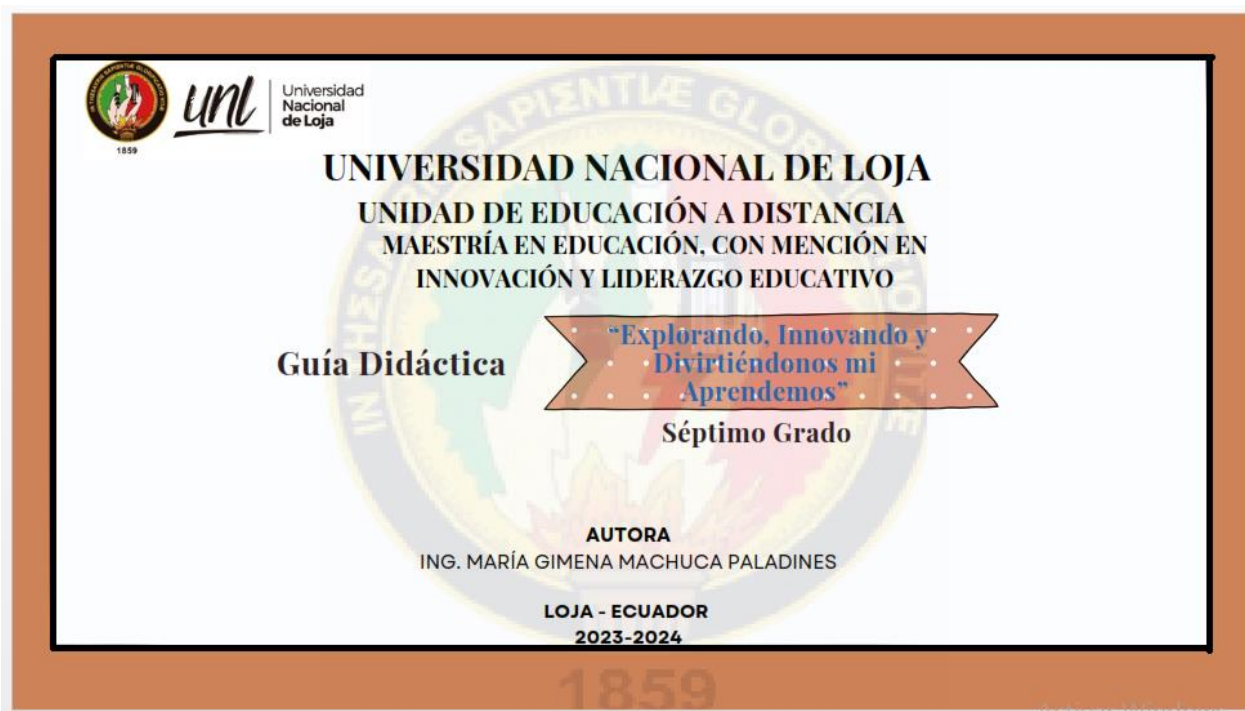 unl
Universidad
Nacional
de Loja
1859
UNIVERSIDAD NACIONAL DE LOJA
UNIDAD DE EDUCACIÓN A DISTANCIA
MAESTRÍA EN EDUCACIÓN, CON MENCIÓN EN
INNOVACIÓN Y LIDERAZGO EDUCATIVO
Guía Didáctica
“Explorando, Innovando y
Divirtiéndonos mi
Aprendemos”
Séptimo Grado
AUTORA
ING. MARÍA GIMENA MACHUCA PALADINES
LOJA - ECUADOR
2023-2024
1859